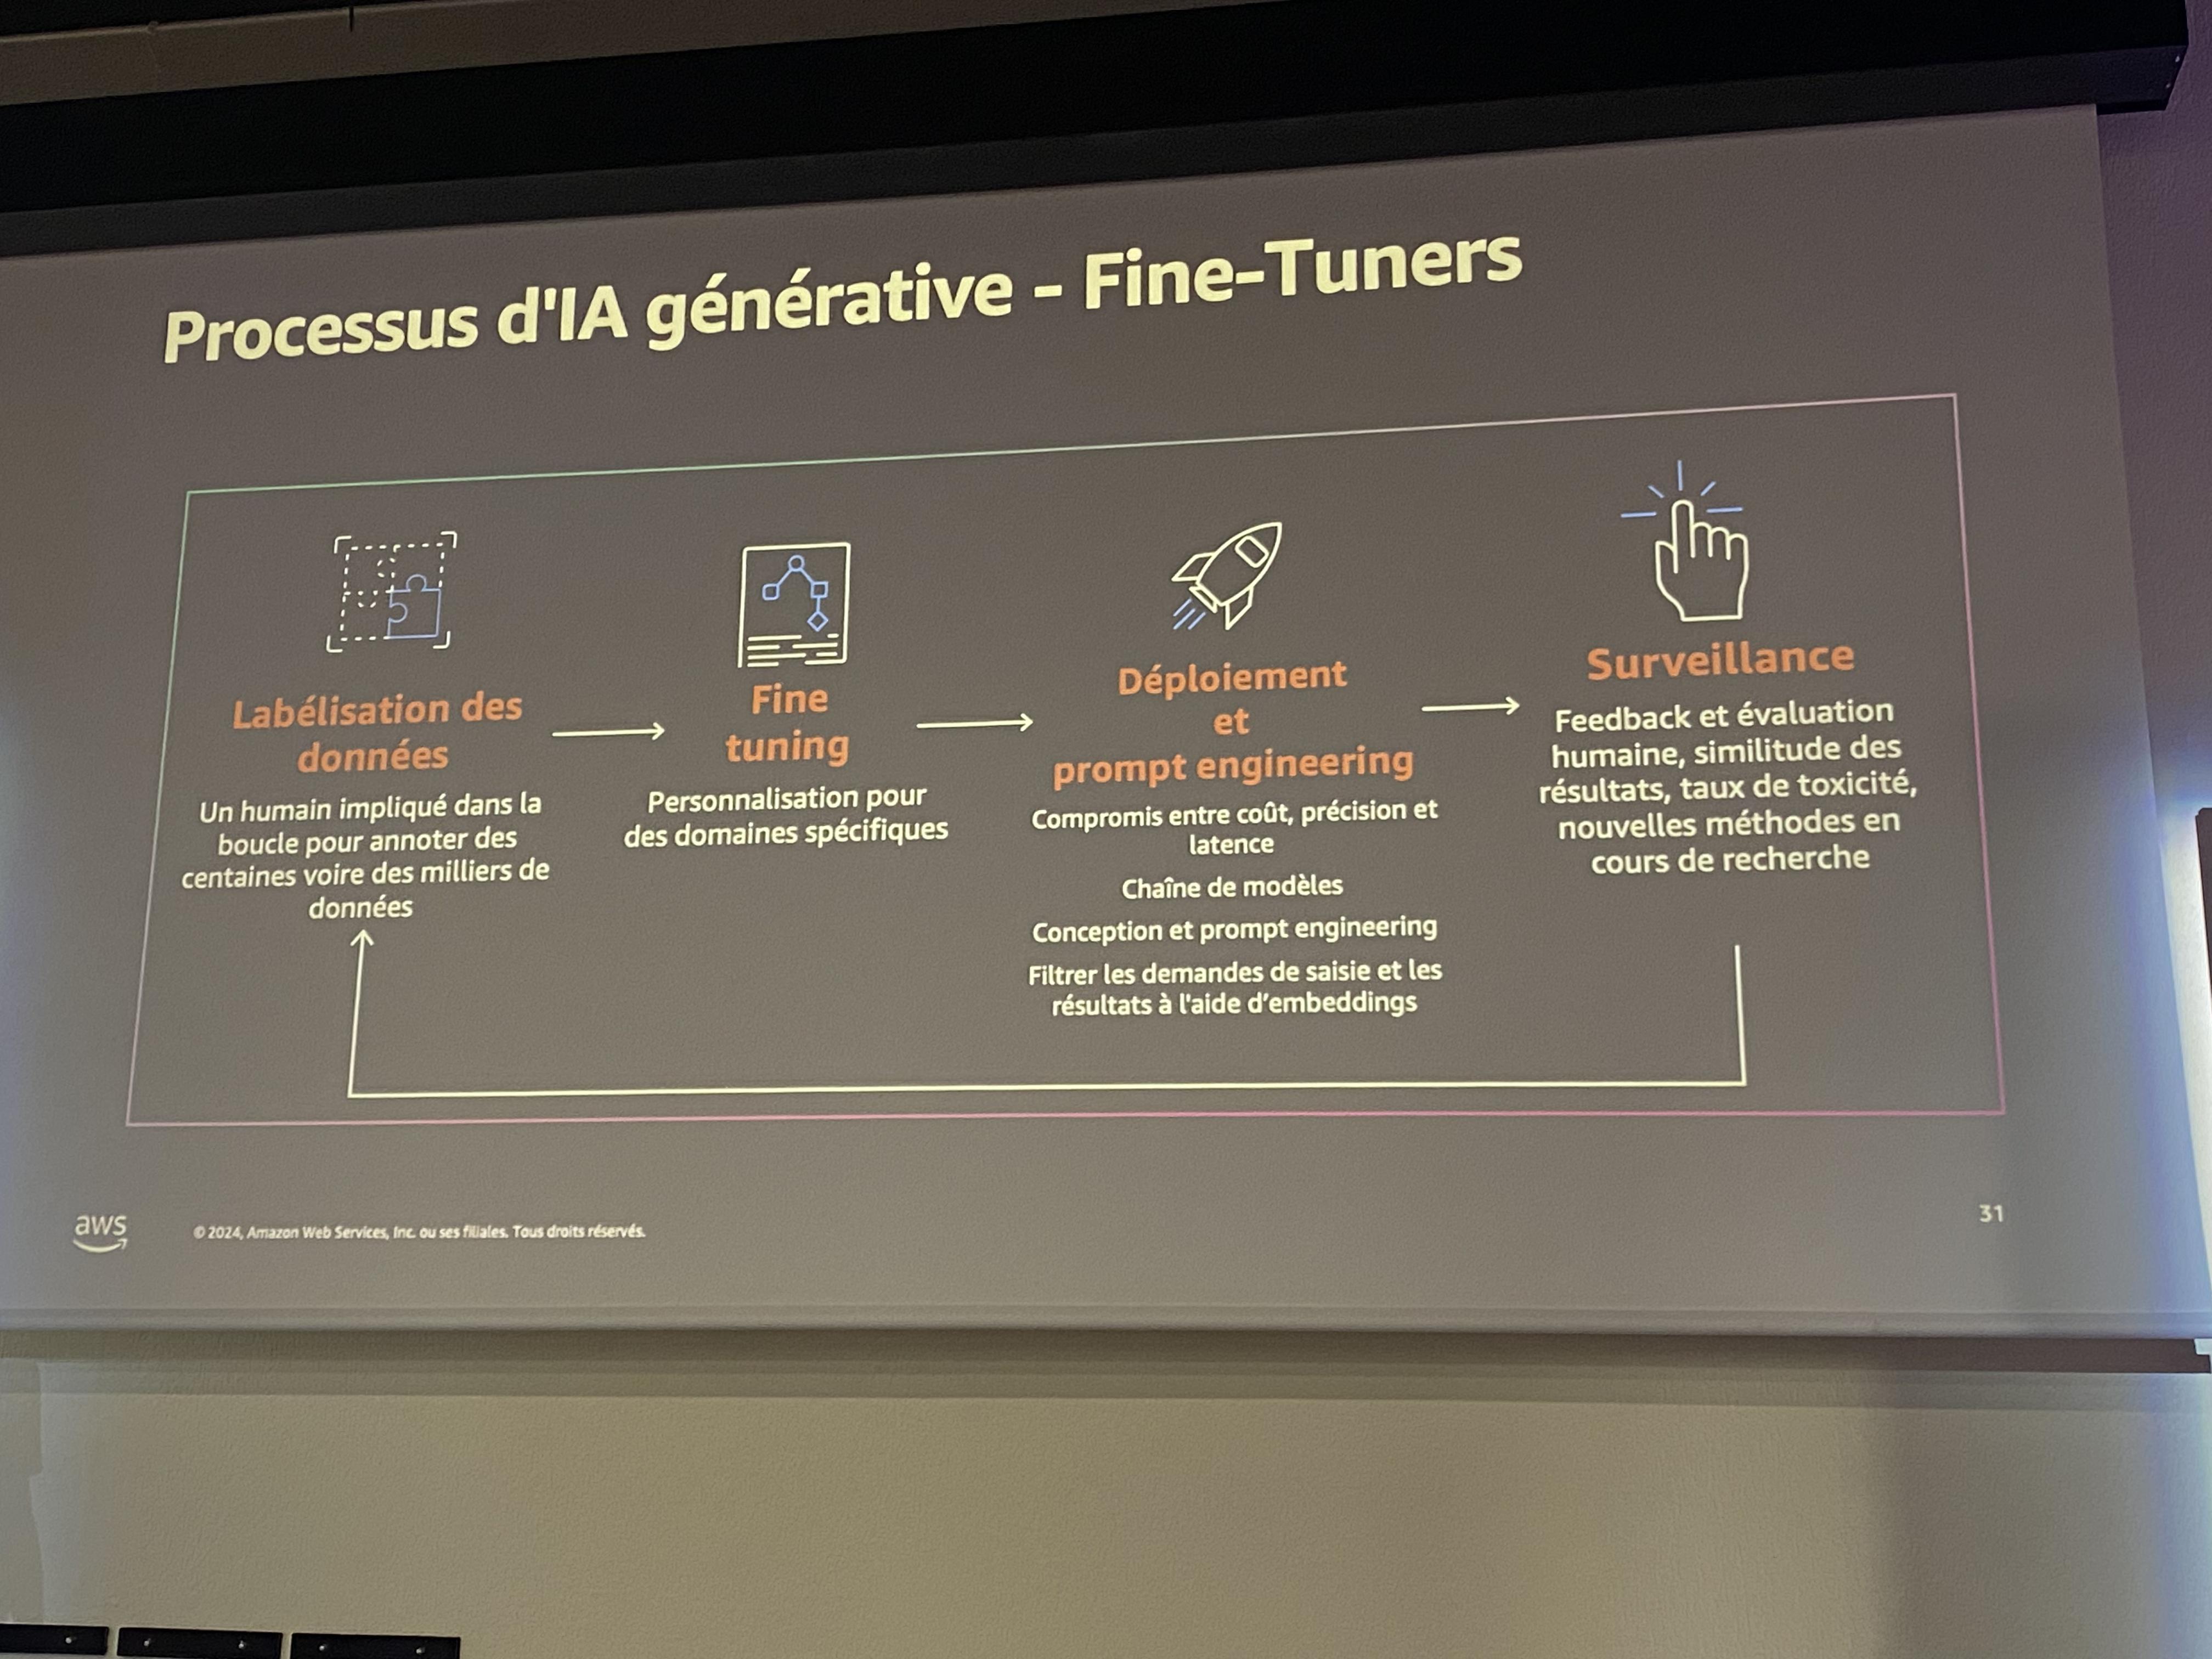 Processus d'IA générative - Fine-Tuners
Labélisation des
données
Un humain impliqué dans la
boucle pour annoter des
centaines voire des milliers de
données
Fine
tuning
Personnalisation pour
des domaines spécifiques
Déploiement
et
prompt engineering
Compromis entre coût, précision et
latence
Chaîne de modèles
Conception et prompt engineering
Filtrer les demandes de saisie et les
résultats à l'aide d’embeddings
Surveillance
Feedback et évaluation
humaine, similitude des
résultats, taux de toxicité,
nouvelles méthodes en
cours de recherche
aws
© 2024, Amazon Web Services, Inc. ou ses filiales. Tous droits réservés.
31